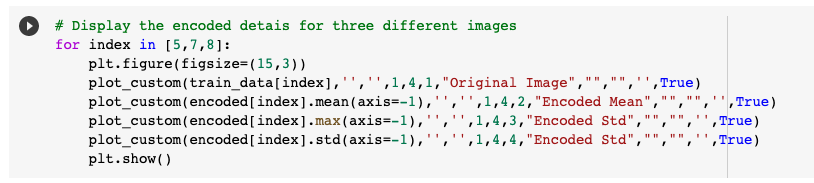 # Display the encoded detais for three different images
for index in [5,7,8]:
    plt.figure(figsize=(15,3))
    plot_custom(train_data[index],'','',1,4,1,"Original Image","","",'',True)
    plot_custom(encoded[index].mean(axis=-1),'','',1,4,2,"Encoded Mean","","",'',True)
    plot_custom(encoded[index].max(axis=-1),'','',1,4,3,"Encoded Std","","",'',True)
    plot_custom(encoded[index].std(axis=-1),'','',1,4,4,"Encoded Std","","",'',True)
    plt.show()